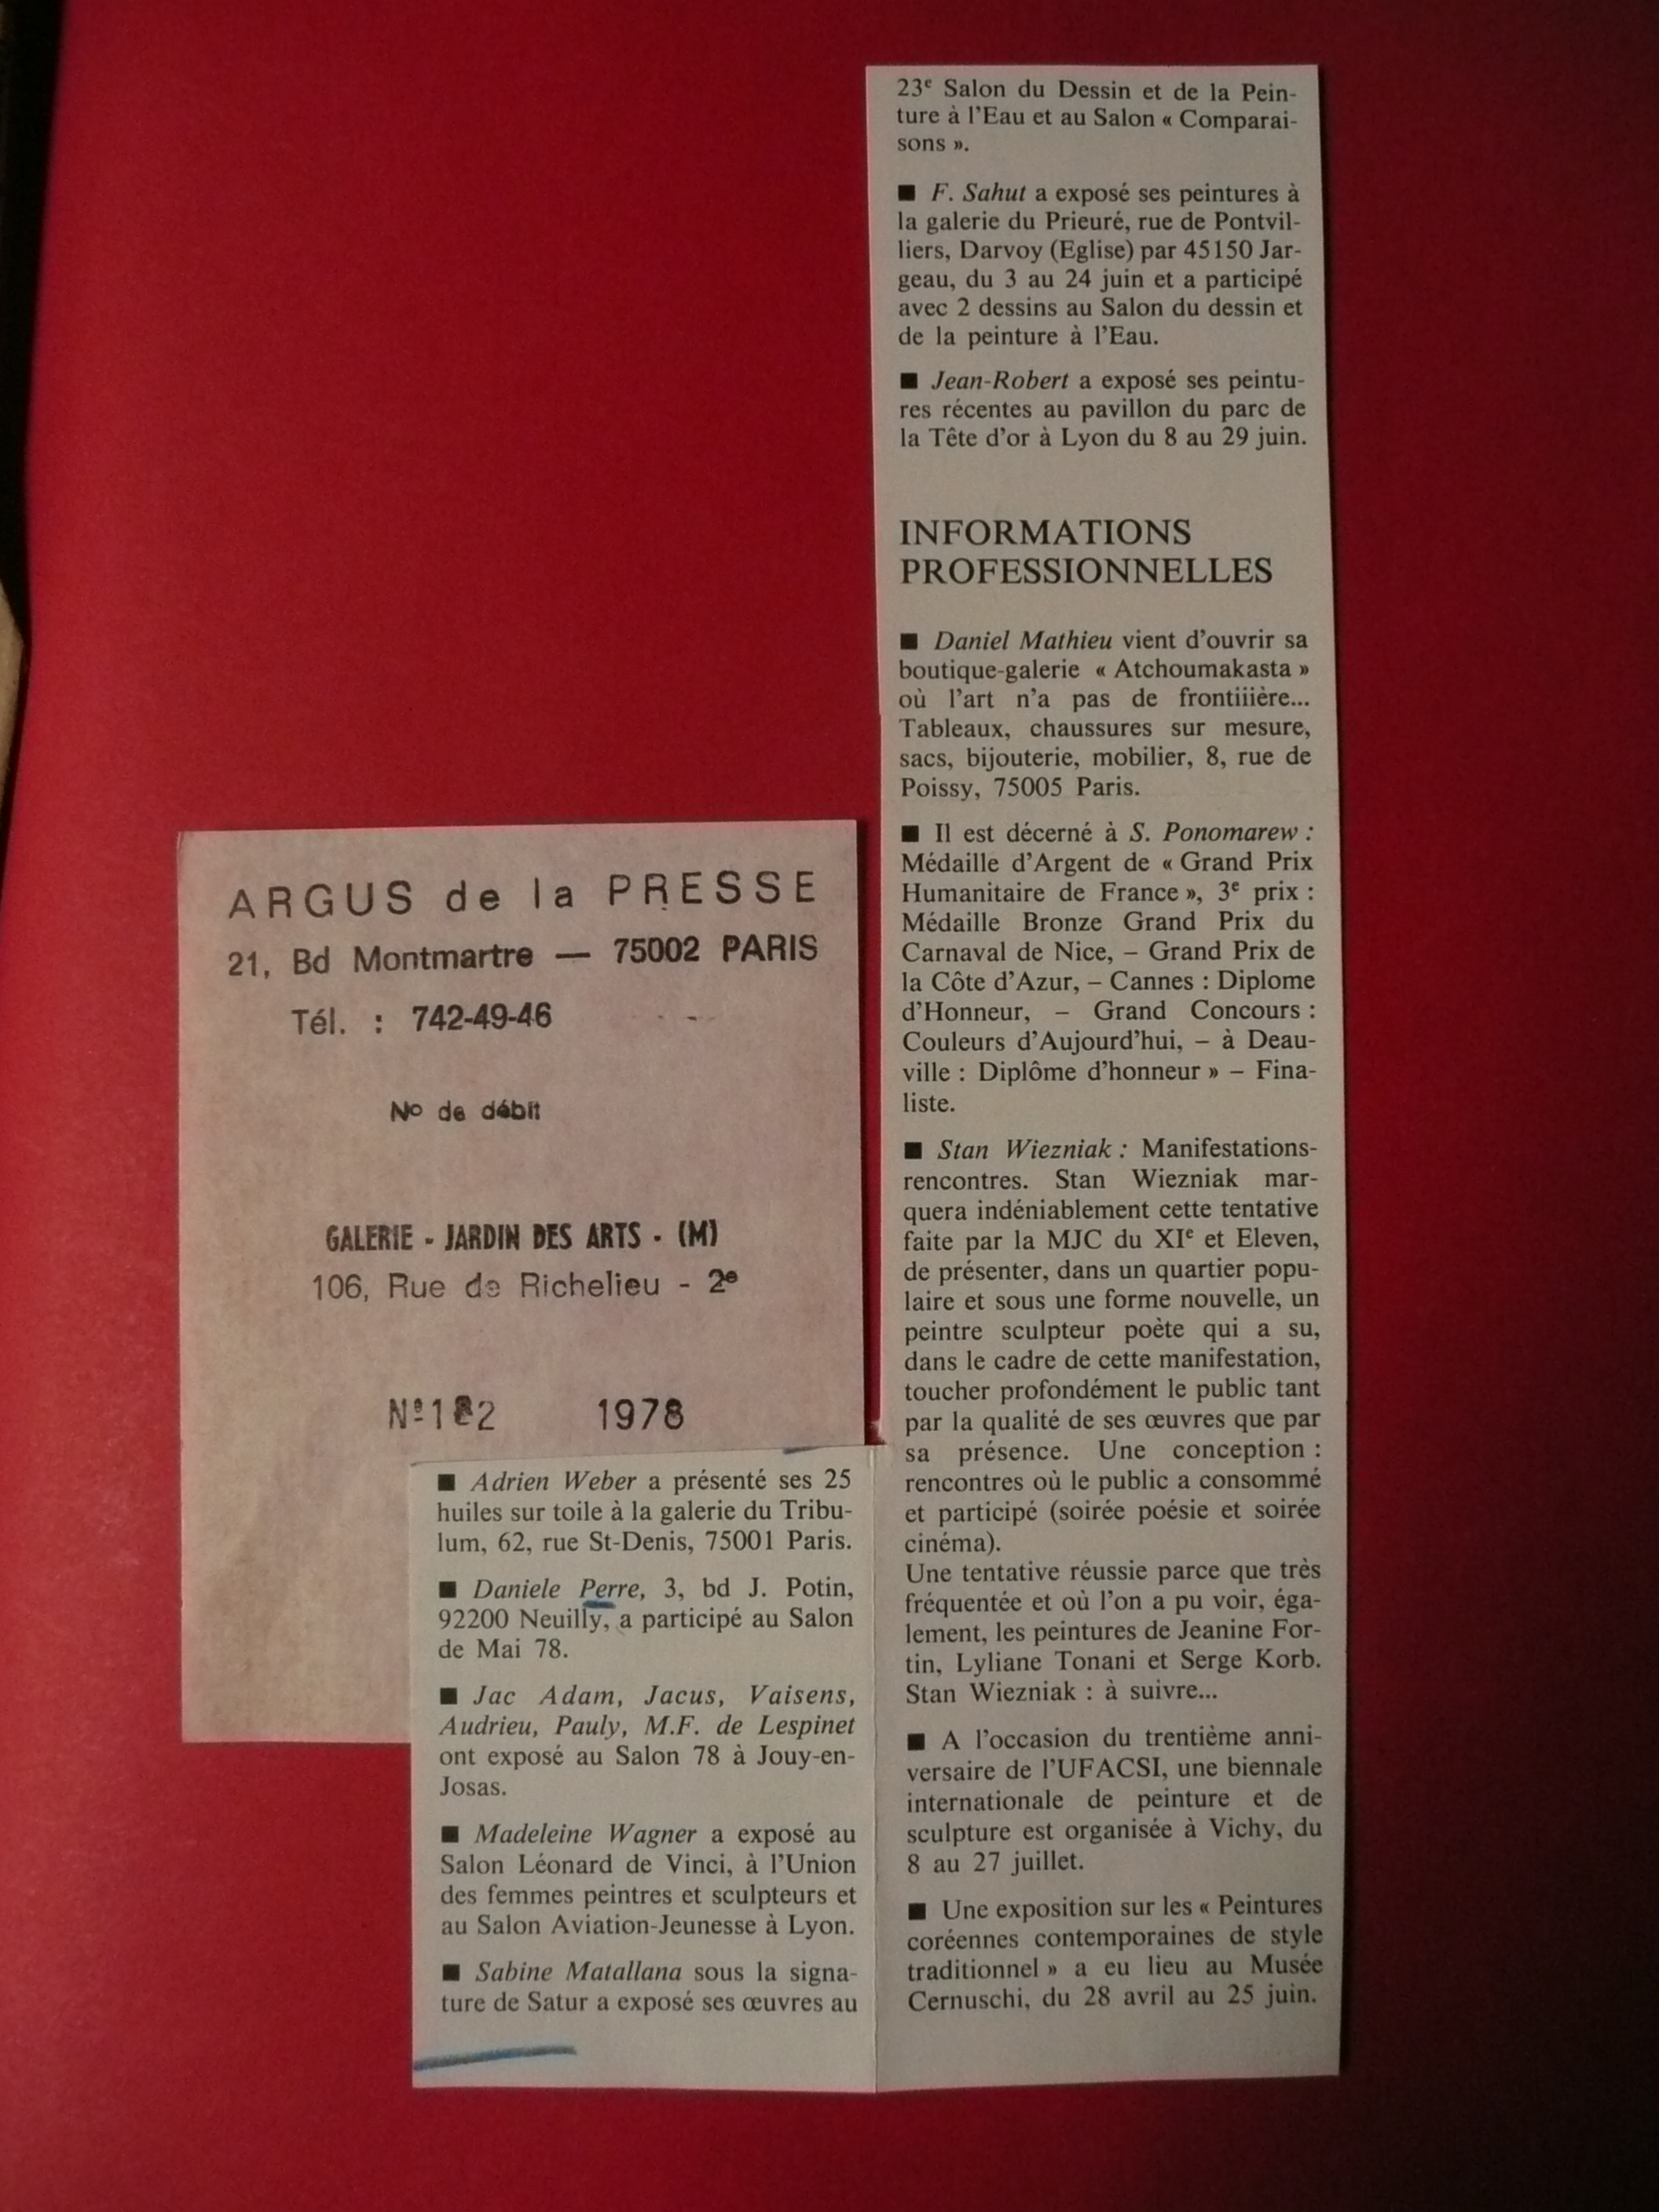 ARGUS de la PRESSE
21, Bd Montmartre — 75002 PARIS
Tél. : 742-49-46
No de débit
GALERIE - JARDIN DES ARTS - (M)
106, Rue de Richelieu - 2e
1978
■ Adrien Weber a présenté ses 25
huiles sur toile à la galerie du Tribu-
lum, 62, rue St-Denis, 75001 Paris.
■ Daniele Perre, 3, bd J. Potin,
92200 Neuilly, a participé au Salon
de Mai 78.
■ Jac Adam, Jacus, Vaisens,
Audrieu, Pauly, M.F. de Lespinet
ont exposé au Salon 78 à Jouy-en-
Josas.
■ Madeleine Wagner a exposé au
Salon Léonard de Vinci, à l'Union
des femmes peintres et sculpteurs et
au Salon Aviation-Jeunesse à Lyon.
■ Sabine Matallana sous la signa-
ture de Satur a exposé ses œuvres au
23e Salon du Dessin et de la Pein-
ture à l'Eau et au Salon « Comparai-
sons ».
■ F. Sahut a exposé ses peintures à
la galerie du Prieuré, rue de Pontvil-
liers, Darvoy (Eglise) par 45150 Jar-
geau, du 3 au 24 juin et a participé
avec 2 dessins au Salon du dessin et
de la peinture à l'Eau.
■ Jean-Robert a exposé ses peintu-
res récentes au pavillon du parc de
la Tête d'or à Lyon du 8 au 29 juin.
INFORMATIONS
PROFESSIONNELLES
■ Daniel Mathieu vient d'ouvrir sa
boutique-galerie « Atchoumakasta »
où l'art n'a pas de frontiiière...
Tableaux, chaussures sur mesure,
sacs, bijouterie, mobilier, 8, rue de
Poissy, 75005 Paris.
■ Il est décerné à S. Ponomarew :
Médaille d'Argent de « Grand Prix
Humanitaire de France », 3e prix :
Médaille Bronze Grand Prix du
Carnaval de Nice, – Grand Prix de
la Côte d'Azur, – Cannes : Diplome
d'Honneur, – Grand Concours :
Couleurs d'Aujourd'hui, – à Deau-
ville : Diplôme d'honneur » – Fina-
liste.
■ Stan Wiezniak : Manifestations-
rencontres. Stan Wiezniak mar-
quera indéniablement cette tentative
faite par la MJC du XIe et Eleven,
de présenter, dans un quartier popu-
laire et sous une forme nouvelle, un
peintre sculpteur poète qui a su,
dans le cadre de cette manifestation,
toucher profondément le public tant
par la qualité de ses œuvres que par
sa présence. Une conception :
rencontres où le public a consommé
et participé (soirée poésie et soirée
cinéma).
Une tentative réussie parce que très
fréquentée et où l'on a pu voir, éga-
lement, les peintures de Jeanine For-
tin, Lyliane Tonani et Serge Korb.
Stan Wiezniak : à suivre...
■ A l'occasion du trentième anni-
versaire de l'UFACSI, une biennale
internationale de peinture et de
sculpture est organisée à Vichy, du
8 au 27 juillet.
■ Une exposition sur les « Peintures
coréennes contemporaines de style
traditionnel » a eu lieu au Musée
Cernuschi, du 28 avril au 25 juin.